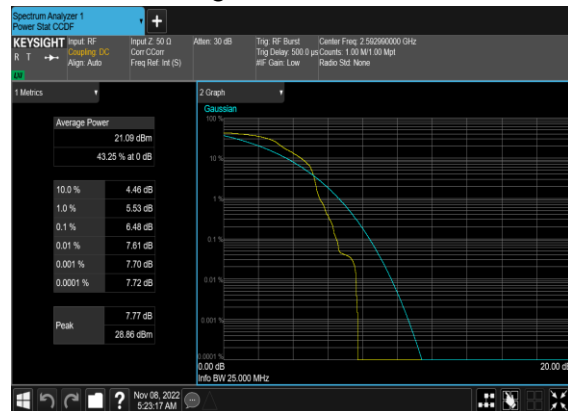 Spectrum Analyzer 1
Power Stat CCDF
+
KEYSIGHT Input: RF Input Z: 50 Ω Atten: 30 dB Trig: RF Burst Center Freq: 2.592990000 GHz
R T Coupling: DC Corr CCorr Trig Delay: 500.0 µs Counts: 1.00 M/1.00 Mpt
Align: Auto Freq Ref: Int (S) #IF Gain: Low Radio Std: None
LXI
1 Metrics
2 Graph
Average Power
21.09 dBm
43.25 % at 0 dB
10.0 % 4.46 dB
1.0 % 5.53 dB
0.1 % 6.48 dB
0.01 % 7.61 dB
0.001 % 7.70 dB
0.0001 % 7.72 dB
Peak 7.77 dB
28.86 dBm
Gaussian
100 %
10 %
1 %
0.1 %
0.01 %
0.001 %
0.0001 %
0.00 dB 20.00 dB
Info BW 25.000 MHz
? Nov 08, 2022
5:23:17 AM